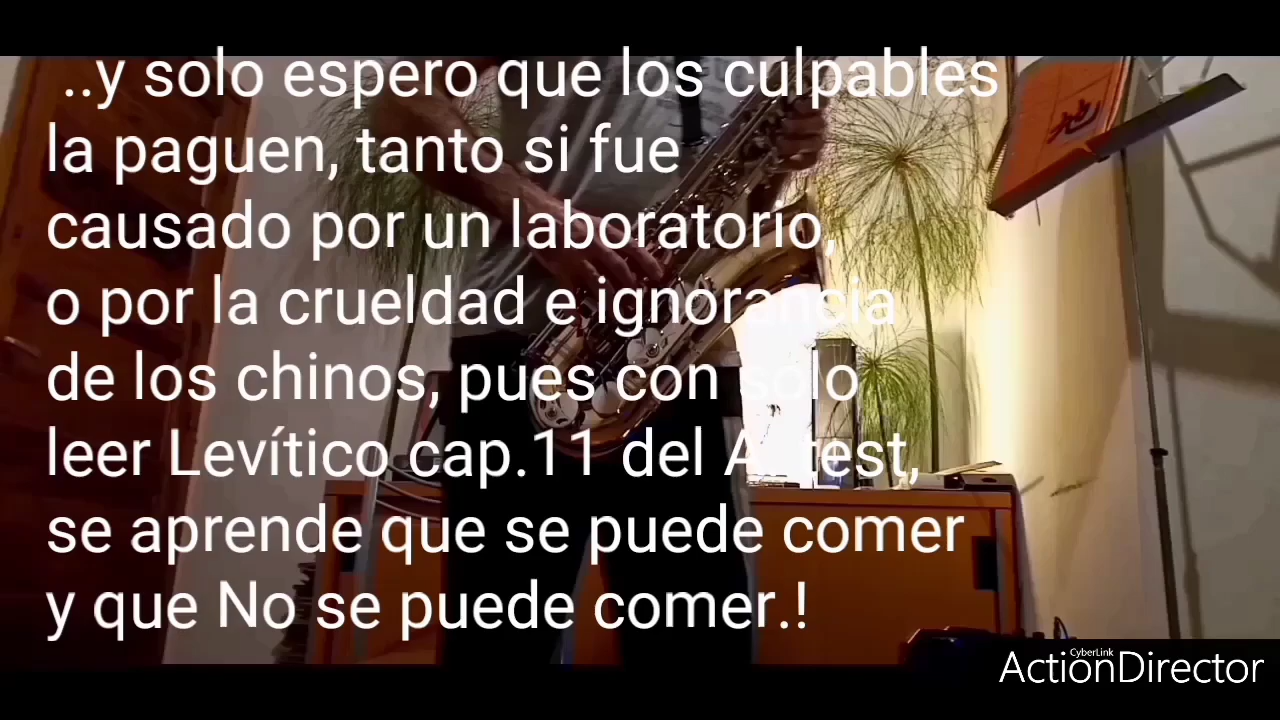 ..y solo espero que los culpables
la paguen, tanto si fue
causado por un laboratorio,
o por la crueldad e ignorancia
de los chinos, pues con solo
leer Levítico cap.11 del A. test,
se aprende que se puede comer
y que No se puede comer.!
CyberLink
ActionDirector